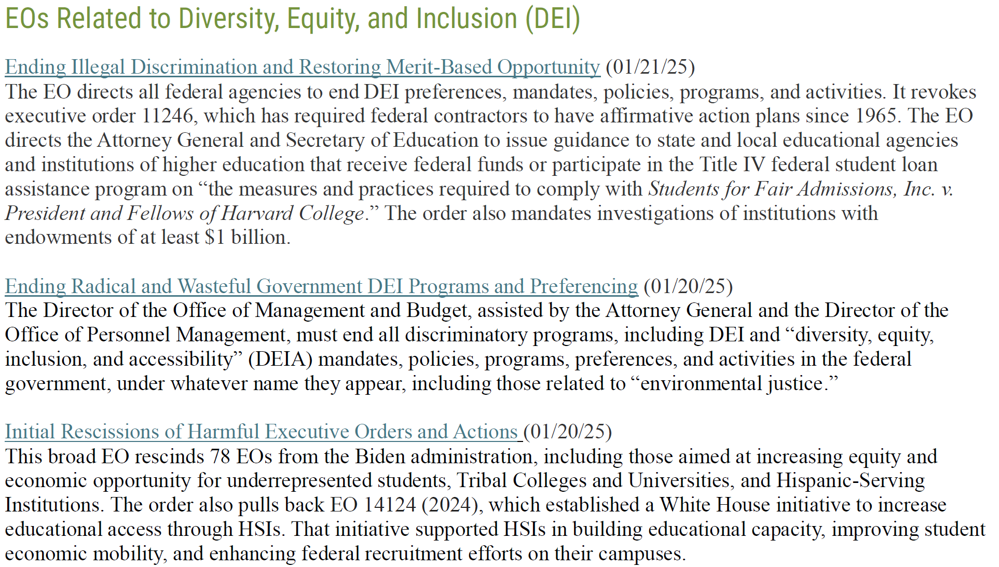 EOs Related to Diversity, Equity, and Inclusion (DEI)
Ending Illegal Discrimination and Restoring Merit-Based Opportunity (01/21/25)
The EO directs all federal agencies to end DEI preferences, mandates, policies, programs, and activities. It revokes
executive order 11246, which has required federal contractors to have affirmative action plans since 1965. The EO
directs the Attorney General and Secretary of Education to issue guidance to state and local educational agencies
and institutions of higher education that receive federal funds or participate in the Title IV federal student loan
assistance program on “the measures and practices required to comply with Students for Fair Admissions, Inc. v.
President and Fellows of Harvard College.” The order also mandates investigations of institutions with
endowments of at least $1 billion.
Ending Radical and Wasteful Government DEI Programs and Preferencing (01/20/25)
The Director of the Office of Management and Budget, assisted by the Attorney General and the Director of the
Office of Personnel Management, must end all discriminatory programs, including DEI and “diversity, equity,
inclusion, and accessibility” (DEIA) mandates, policies, programs, preferences, and activities in the federal
government, under whatever name they appear, including those related to “environmental justice.”
Initial Rescissions of Harmful Executive Orders and Actions (01/20/25)
This broad EO rescinds 78 EOs from the Biden administration, including those aimed at increasing equity and
economic opportunity for underrepresented students, Tribal Colleges and Universities, and Hispanic-Serving
Institutions. The order also pulls back EO 14124 (2024), which established a White House initiative to increase
educational access through HSIs. That initiative supported HSIs in building educational capacity, improving student
economic mobility, and enhancing federal recruitment efforts on their campuses.